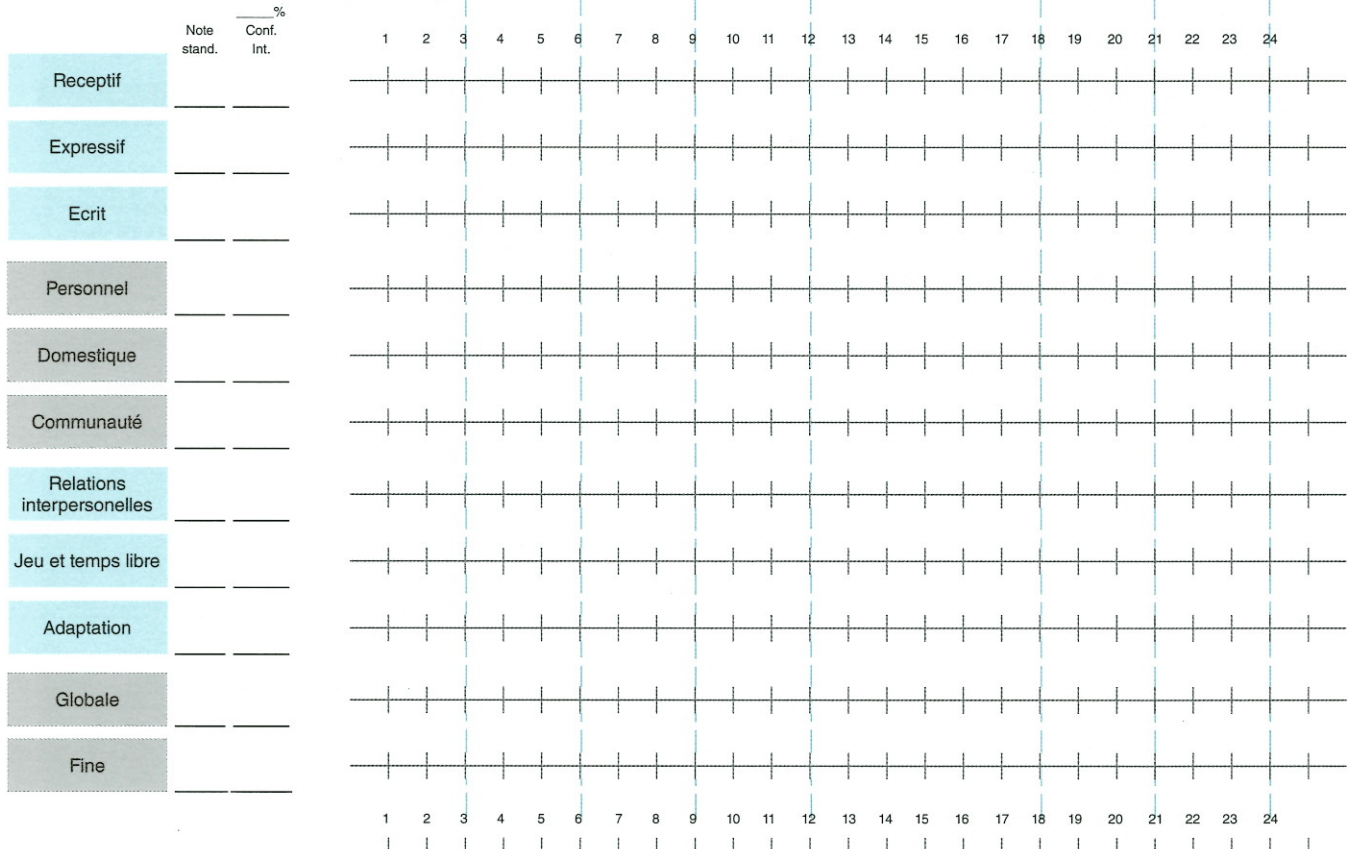 ____%
Note Conf.
stand. Int.
1 2 3 4 5 6 7 8 9 10 11 12 13 14 15 16 17 18 19 20 21 22 23 24
Receptif
Expressif
Ecrit
Personnel
Domestique
Communauté
Relations
interpersonelles
Jeu et temps libre
Adaptation
Globale
Fine
1 2 3 4 5 6 7 8 9 10 11 12 13 14 15 16 17 18 19 20 21 22 23 24